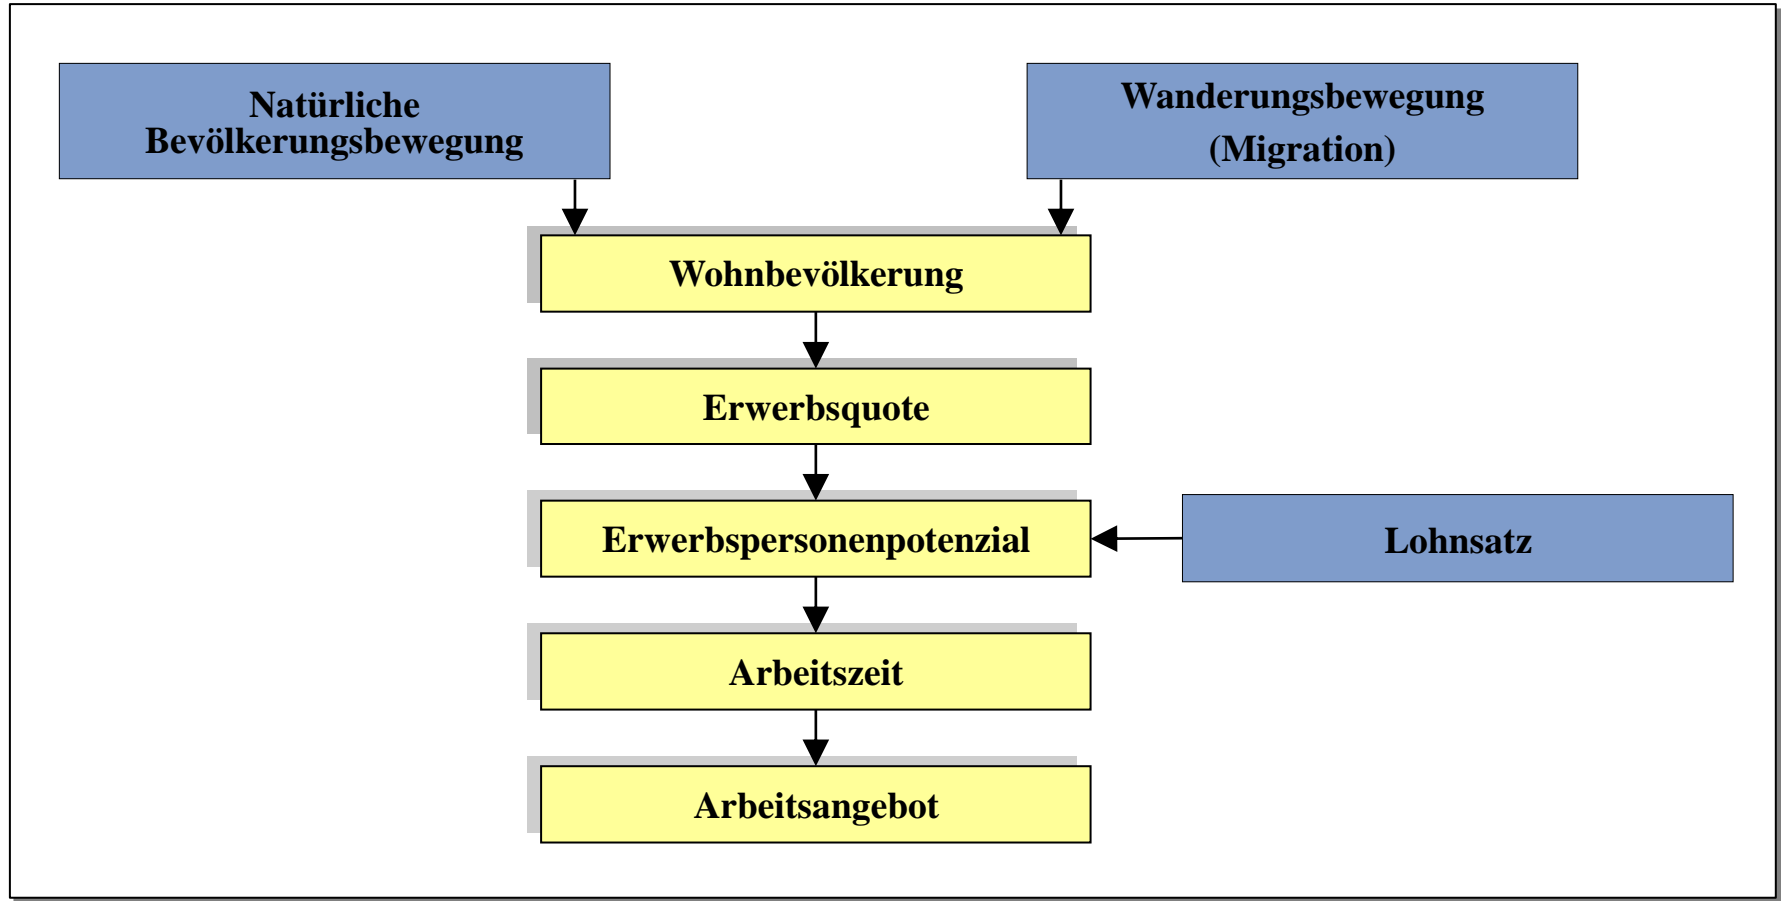 Natürliche
Bevölkerungsbewegung
Wanderungsbewegung
(Migration)
Wohnbevölkerung
Erwerbsquote
Erwerbspersonenpotenzial
Lohnsatz
Arbeitszeit
Arbeitsangebot